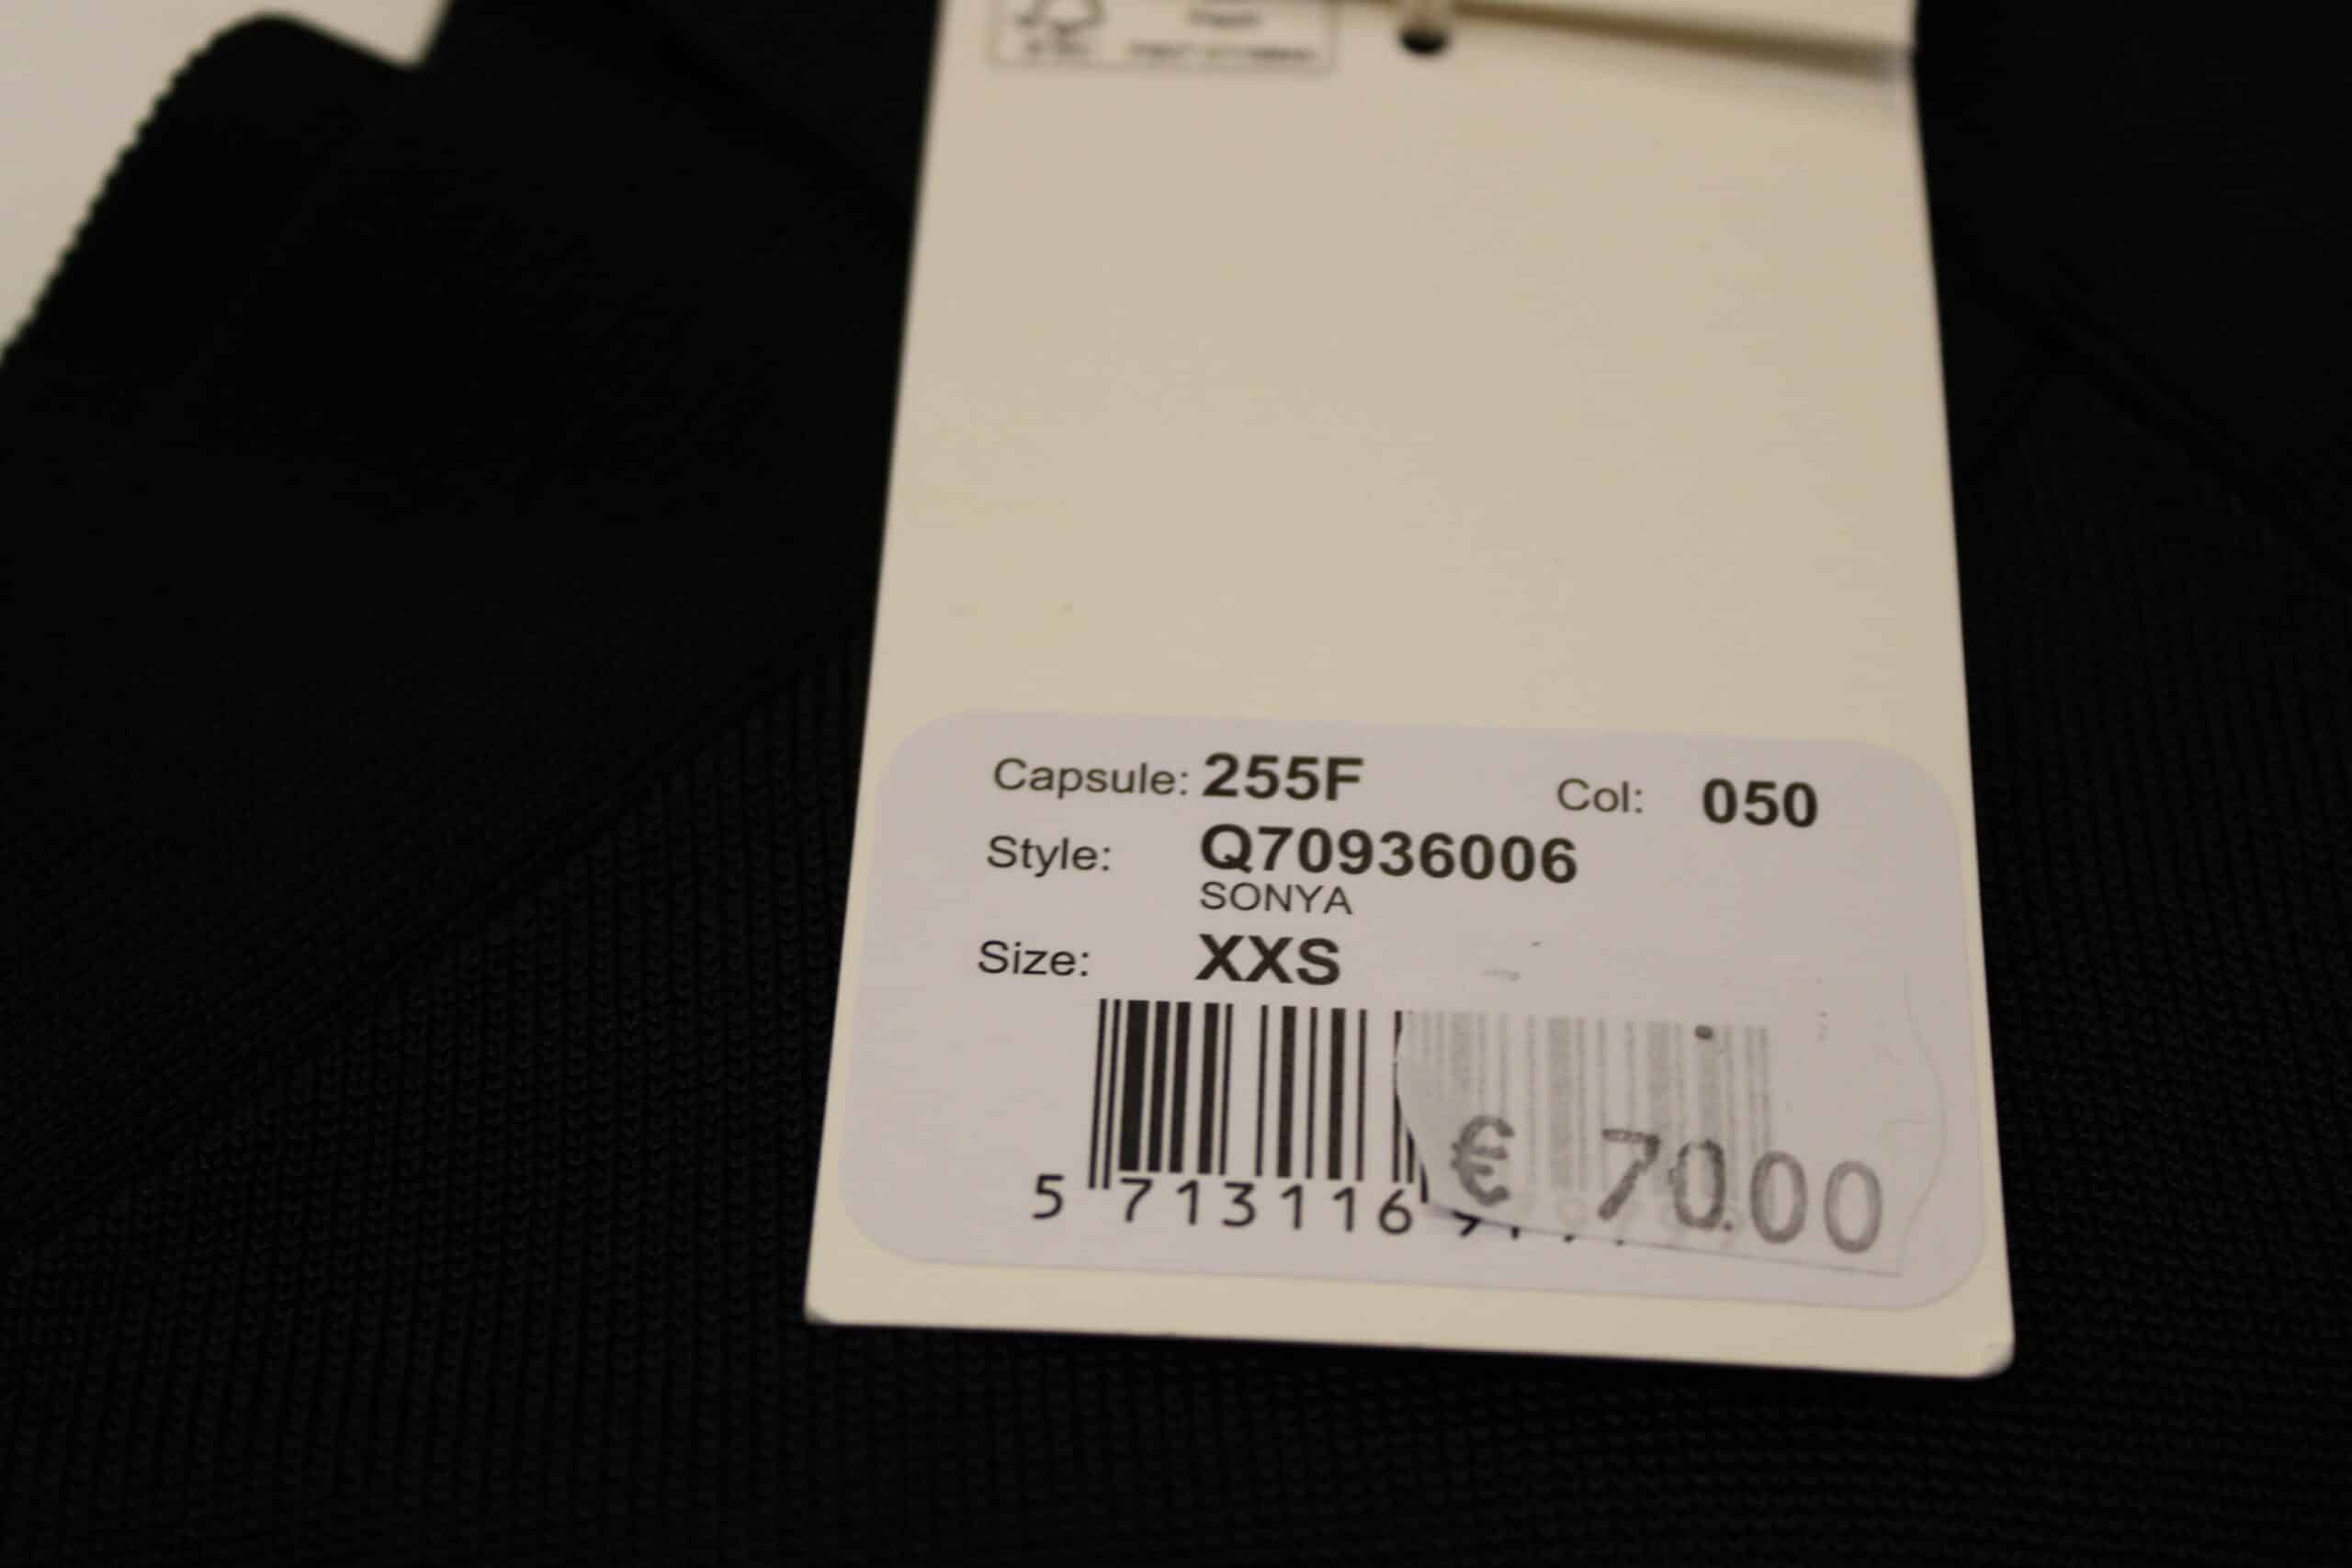 Capsule: 255F Col: 050
Style: Q70936006
SONYA
Size: XXS
5 713116
€ 70.00